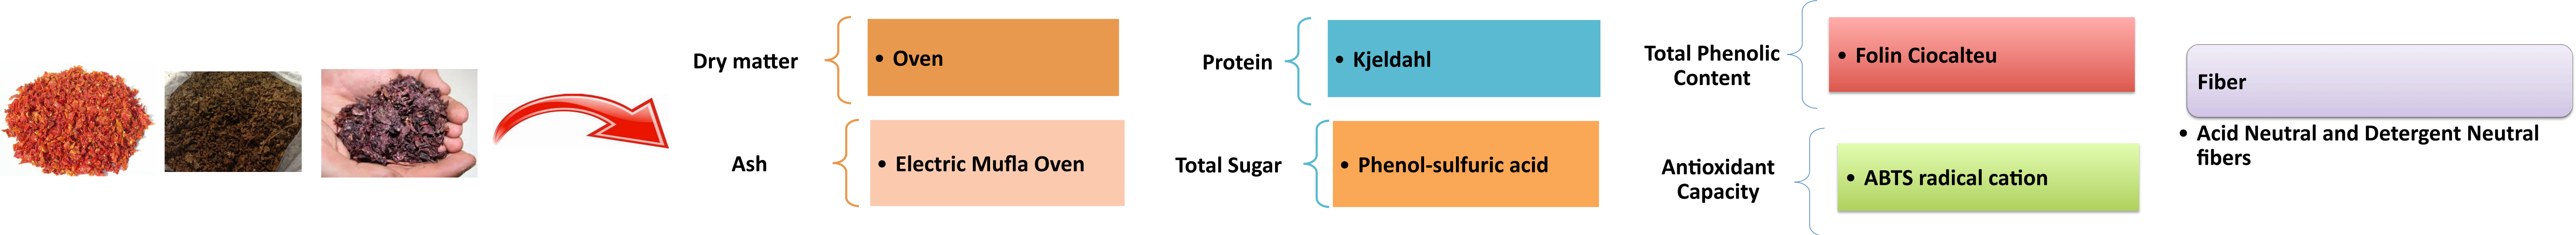 Dry matter
• Oven
Ash
• Electric Mufla Oven
Protein
• Kjeldahl
Total Sugar
• Phenol-sulfuric acid
Total Phenolic
Content
• Folin Ciocalteu
Antioxidant
Capacity
• ABTS radical cation
Fiber
• Acid Neutral and Detergent Neutral
fibers